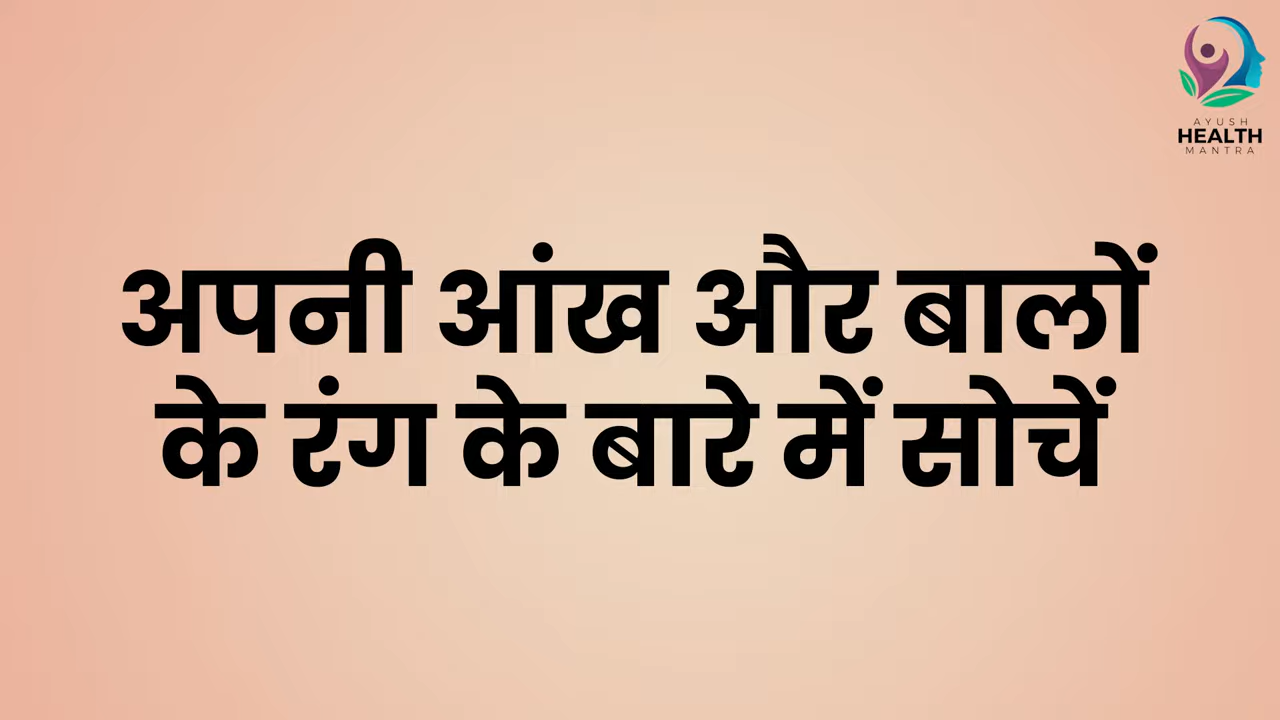 AYUSH
HEALTH
MANTRA
अपनी आंख और बालों
के रंग के बारे में सोचें